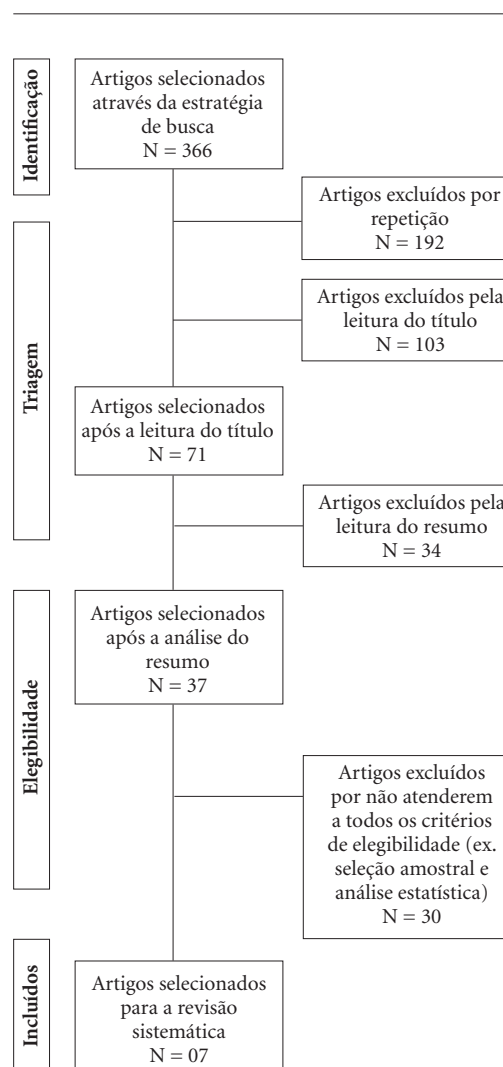 Identificação
Artigos selecionados
através da estratégia
de busca
N = 366
Artigos excluídos por
repetição
N = 192
Triagem
Artigos excluídos pela
leitura do título
N = 103
Artigos selecionados
após a leitura do título
N = 71
Artigos excluídos pela
leitura do resumo
N = 34
Elegibilidade
Artigos selecionados
após a análise do
resumo
N = 37
Artigos excluídos
por não atenderem
a todos os critérios
de elegibilidade (ex.
seleção amostral e
análise estatística)
N = 30
Incluídos
Artigos selecionados
para a revisão
sistemática
N = 07